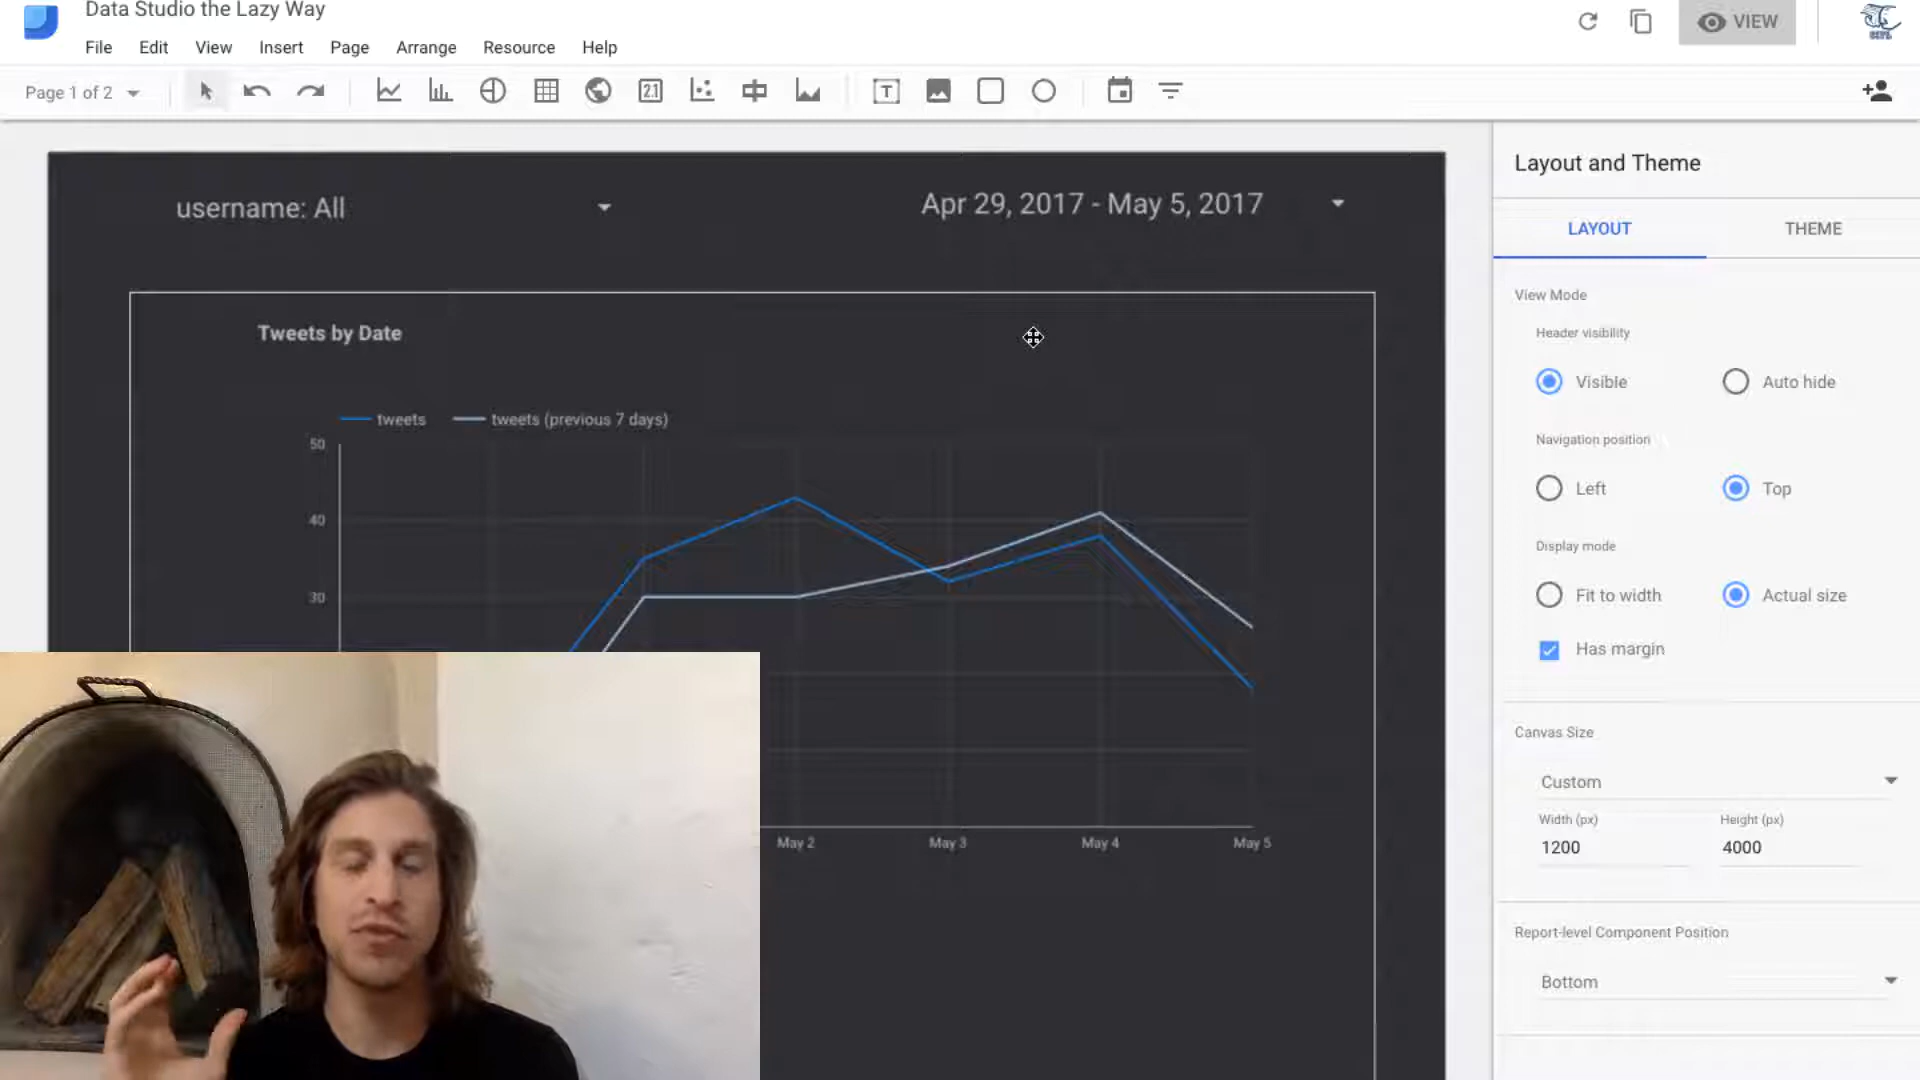 Data Studio the Lazy Way
File Edit View Insert Page Arrange Resource Help
VIEW
Page 1 of 2
username: All
Apr 29, 2017 - May 5, 2017
Tweets by Date
tweets
tweets (previous 7 days)
50
40
30
May 2
May 3
May 4
May 5
Layout and Theme
LAYOUT
THEME
View Mode
Header visibility
Visible
Auto hide
Navigation position
Left
Top
Display mode
Fit to width
Actual size
Has margin
Canvas Size
Custom
Width (px)
Height (px)
1200
4000
Report-level Component Position
Bottom